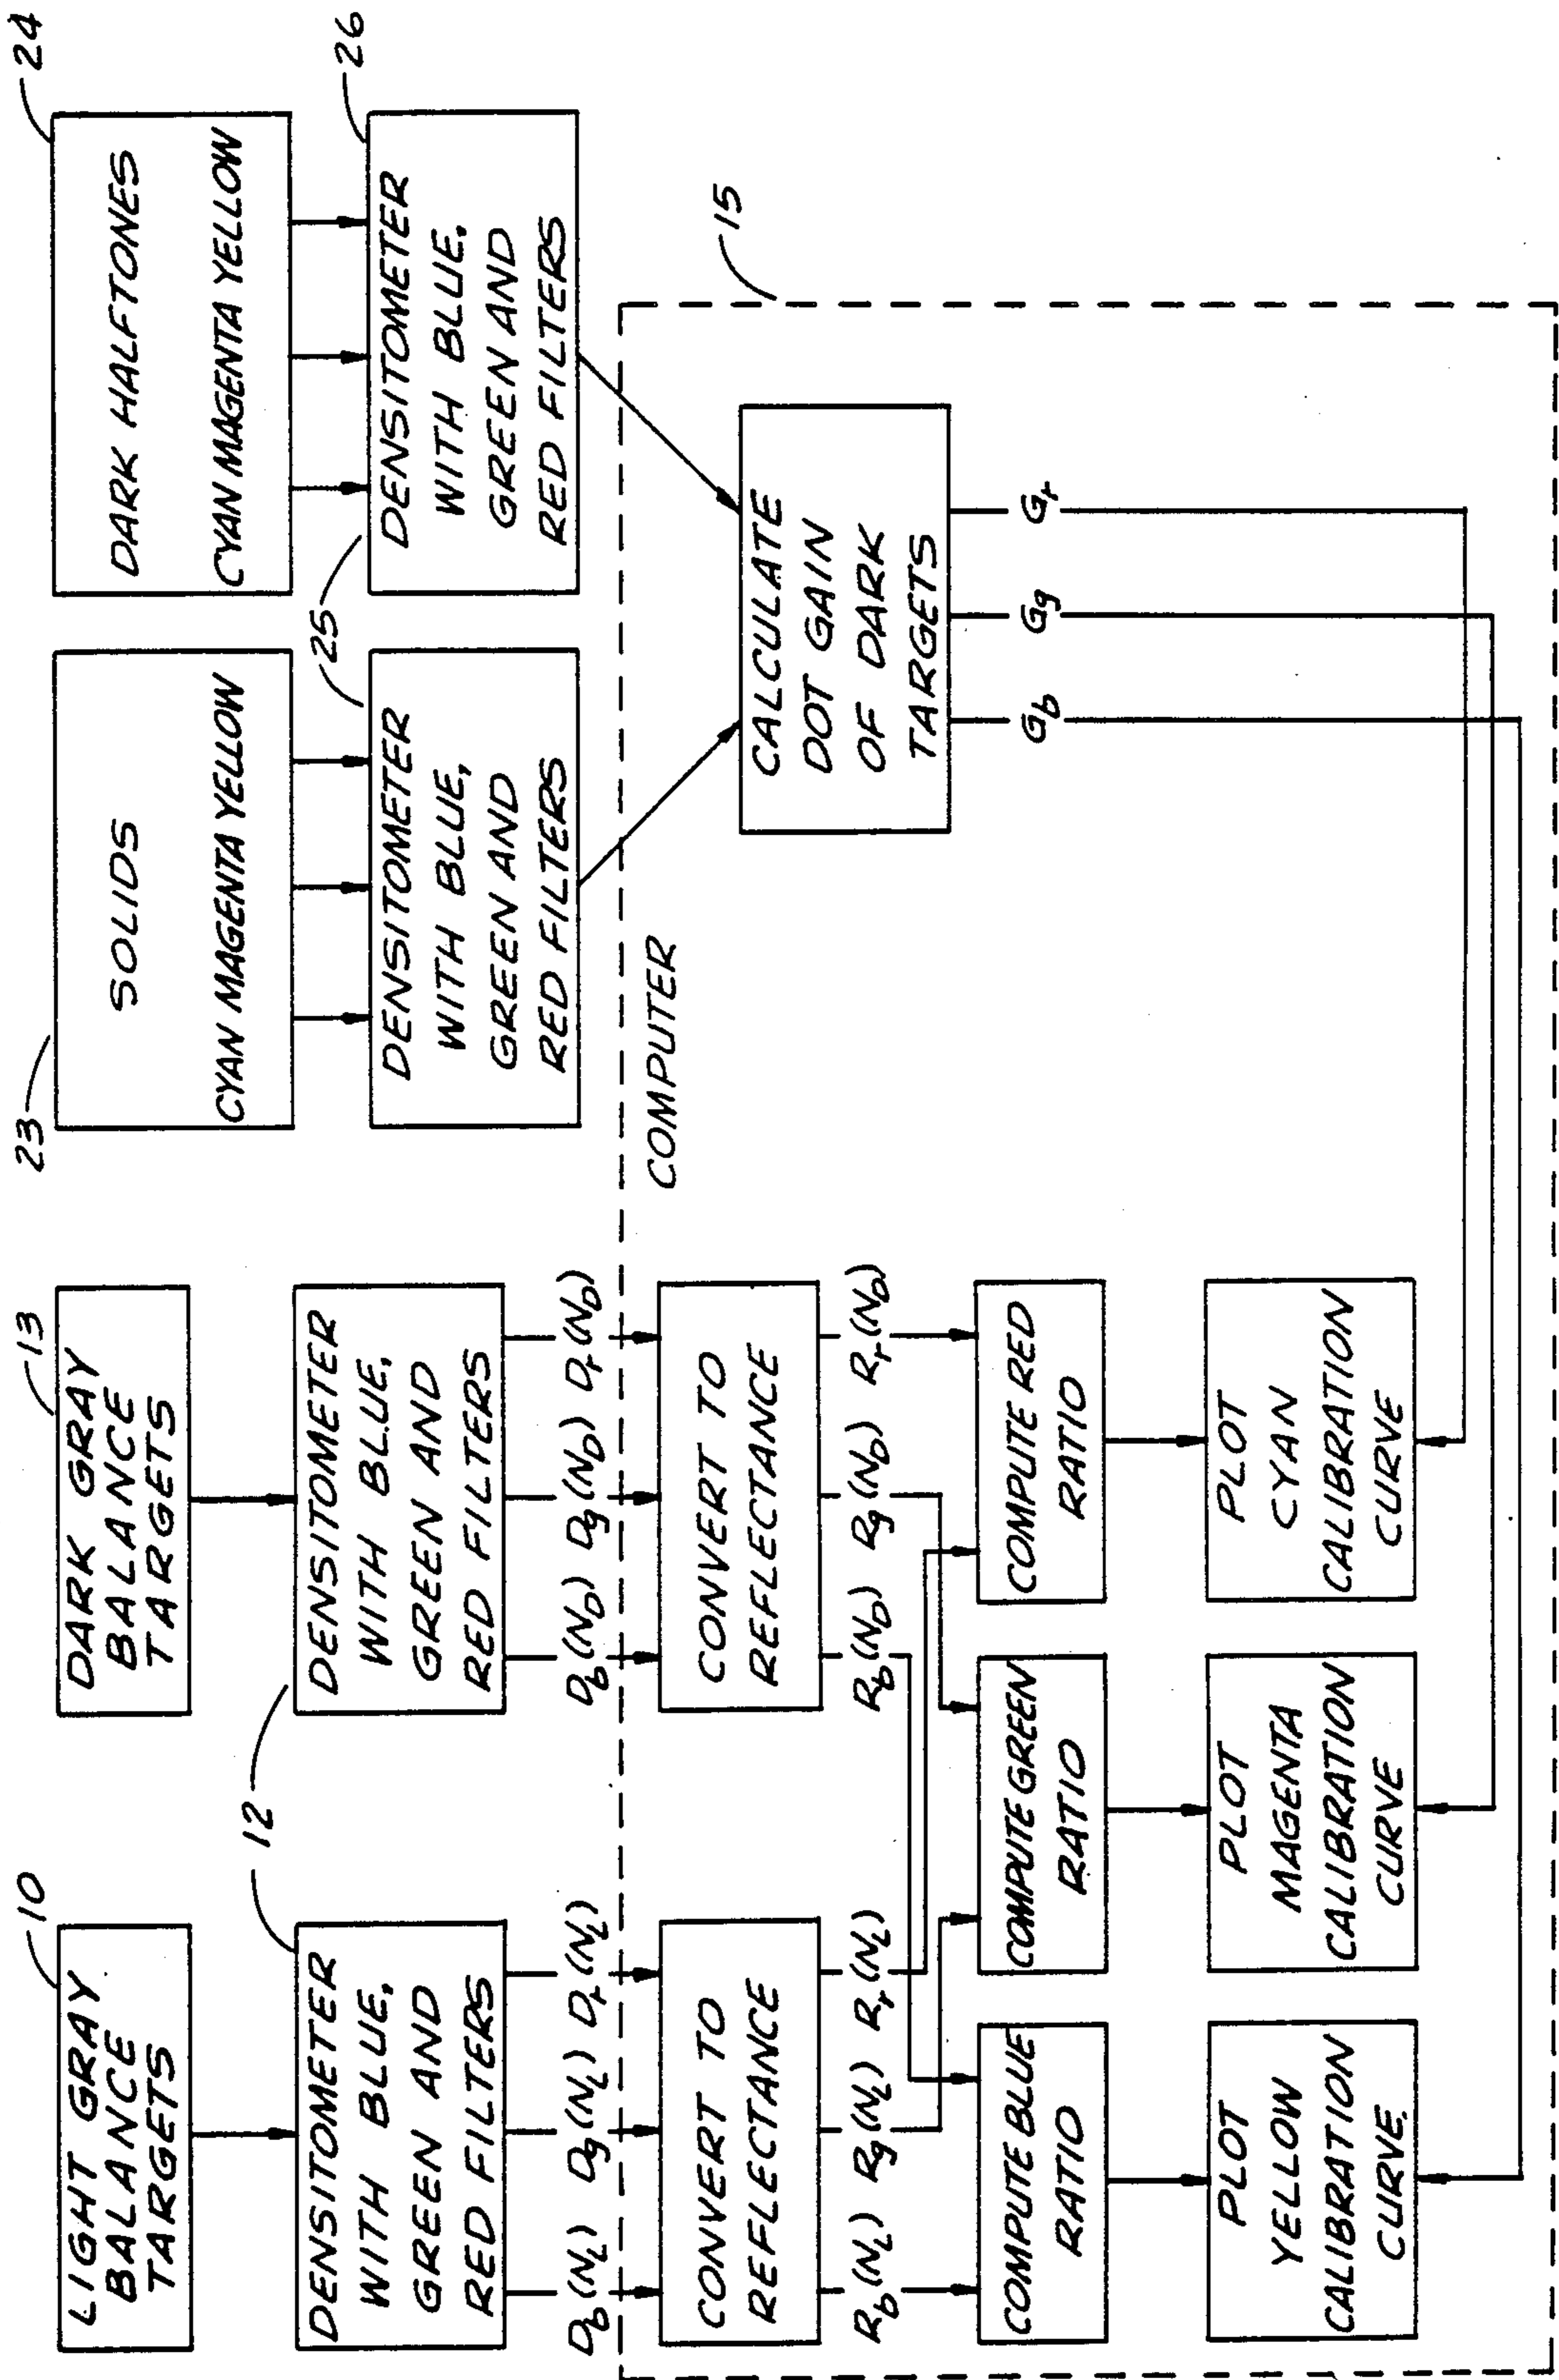 10
LIGHT GRAY
BALANCE
TARGETS
13
DARK GRAY
BALANCE
TARGETS
23
SOLIDS
CYAN MAGENTA YELLOW
24
DARK HALFTONES
CYAN MAGENTA YELLOW
12
DENSITOMETER
WITH BLUE,
GREEN AND
RED FILTERS
DENSITOMETER
WITH BLUE,
GREEN AND
RED FILTERS
25
DENSITOMETER
WITH BLUE,
GREEN AND
RED FILTERS
25
26
DENSITOMETER
WITH BLUE,
GREEN AND
RED FILTERS
Db(NL) Dg(NL) Dr(NL)
Db(ND) Dg(ND) Dr(ND)
COMPUTER
15
CONVERT TO
REFLECTANCE
CONVERT TO
REFLECTANCE
CALCULATE
DOT GAIN
OF DARK
TARGETS
Rb(NL) Rg(NL) Rr(NL)
Rb(ND) Rg(ND) Rr(ND)
Gb Gg Gr
COMPUTE BLUE
RATIO
COMPUTE GREEN
RATIO
COMPUTE RED
RATIO
PLOT
YELLOW
CALIBRATION
CURVE.
PLOT
MAGENTA
CALIBRATION
CURVE
PLOT
CYAN
CALIBRATION
CURVE